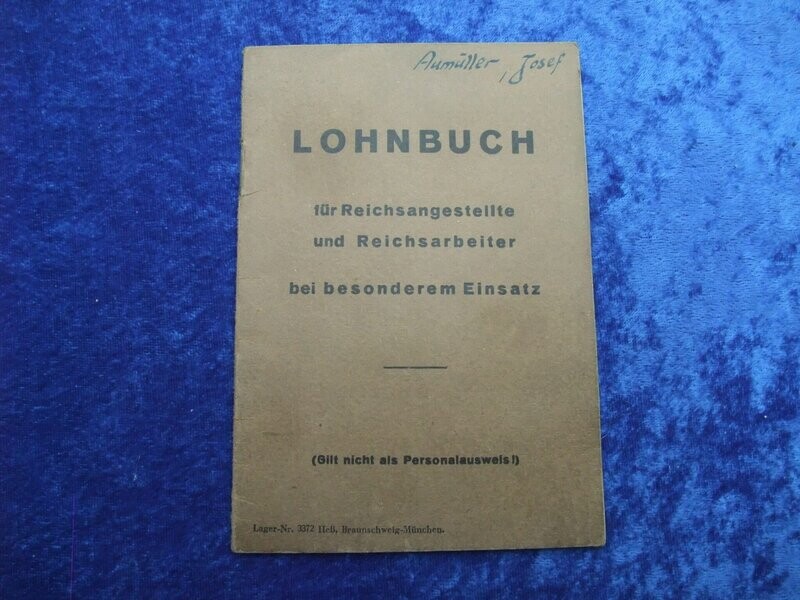 Aumüller, Josef
LOHNBUCH
für Reichsangestellte
und Reichsarbeiter
bei besonderem Einsatz
(Gilt nicht als Personalausweis!)
Lager-Nr. 3372 Heß, Braunschweig-München.